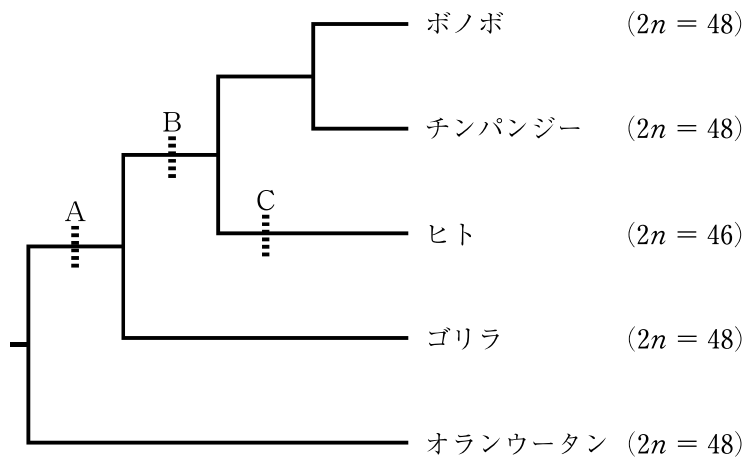 ボノボ (2n = 48)
B
チンパンジー (2n = 48)
A
C
ヒト (2n = 46)
ゴリラ (2n = 48)
オランウータン (2n = 48)